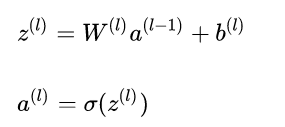 z^{(l)} = W^{(l)} a^{(l−1)} + b^{(l)}
a^{(l)} = σ(z^{(l)})